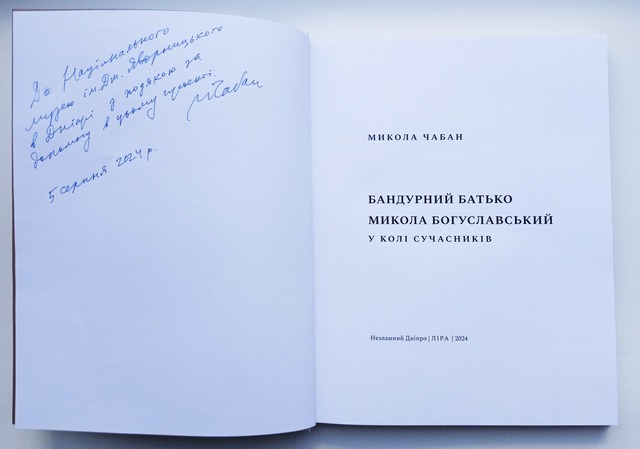 До Національного
музею ім. Дм. Яворницького
в Дніпрі з подякою за
допомогу в цьому проєкті.
МЧабан
5 серпня 2024 р.
МИКОЛА ЧАБАН
БАНДУРНИЙ БАТЬКО
МИКОЛА БОГУСЛАВСЬКИЙ
У КОЛІ СУЧАСНИКІВ
Незламний Дніпро | ЛІРА | 2024